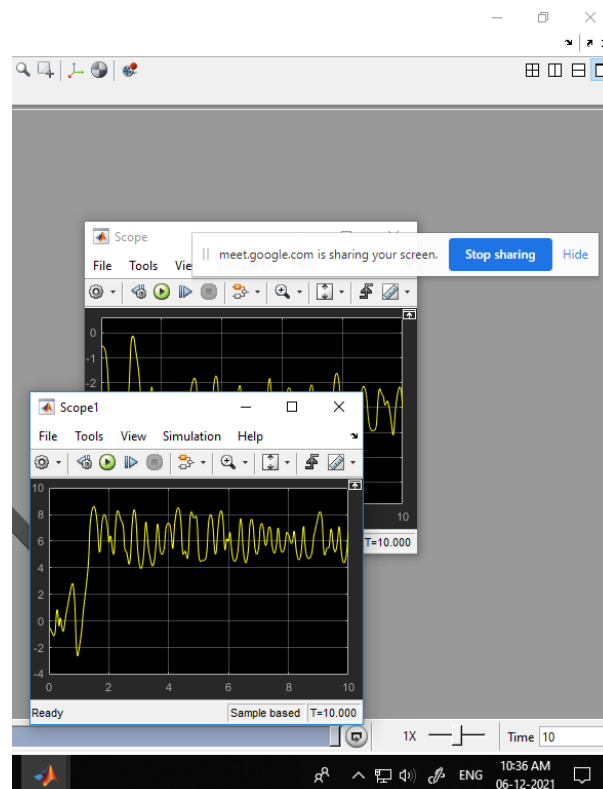 Scope
meet.google.com is sharing your screen.
Stop sharing
Hide
File Tools
0
-1
-2
10
T=10.000
Scope1
File Tools View Simulation Help
10
8
6
4
2
0
-2
-4
0 2 4 6 8 10
Ready Sample based T=10.000
1X Time 10
ENG 10:36 AM
06-12-2021